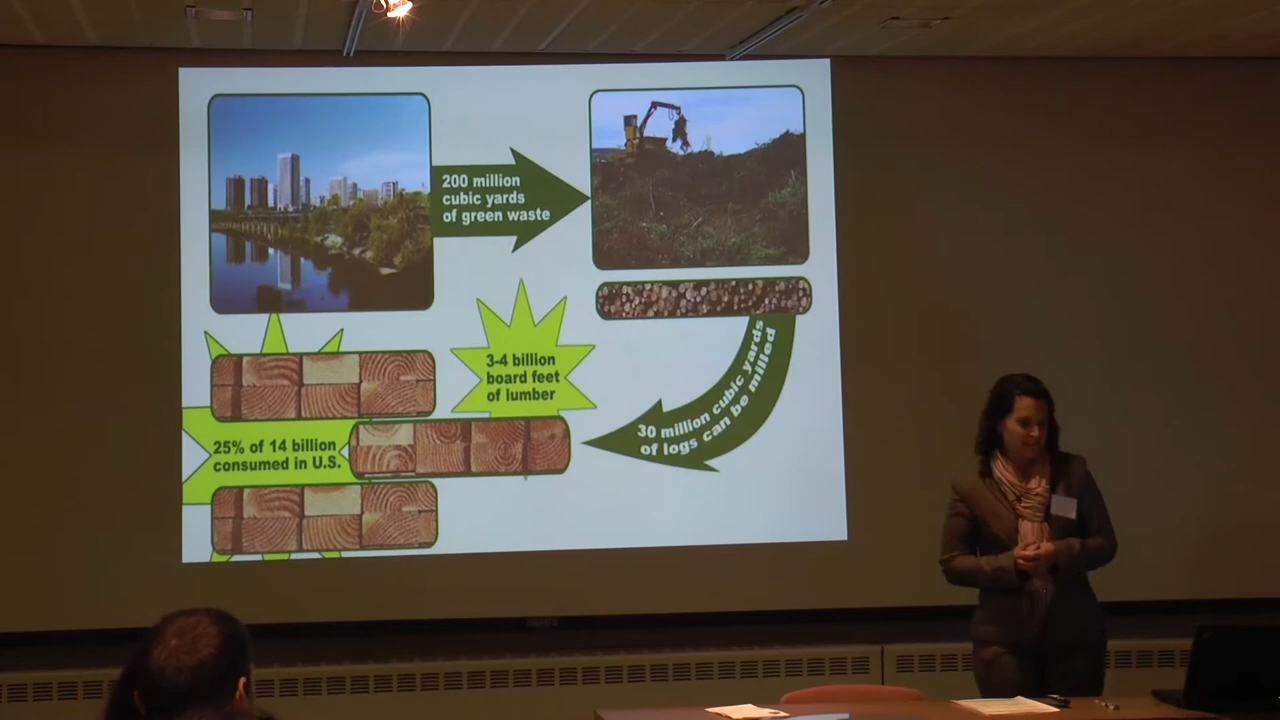 200 million
cubic yards
of green waste
30 million cubic yards
of logs can be milled
3-4 billion
board feet
of lumber
25% of 14 billion
consumed in U.S.